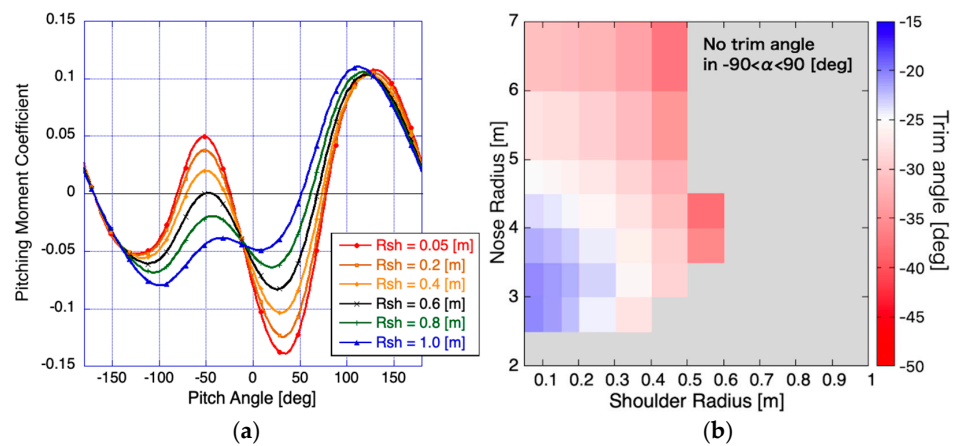 0.15
0.1
0.05
0
-0.05
-0.1
-0.15
Pitching Moment Coefficient
-150
-100
-50
0
50
100
150
Pitch Angle [deg]
Rsh = 0.05 [m]
Rsh = 0.2 [m]
Rsh = 0.4 [m]
Rsh = 0.6 [m]
Rsh = 0.8 [m]
Rsh = 1.0 [m]
(a)
7
6
5
4
3
2
Nose Radius [m]
No trim angle
in -90<α<90 [deg]
0.1
0.2
0.3
0.4
0.5
0.6
0.7
0.8
0.9
1
Shoulder Radius [m]
-15
-20
-25
-30
-35
-40
-45
-50
Trim angle [deg]
(b)